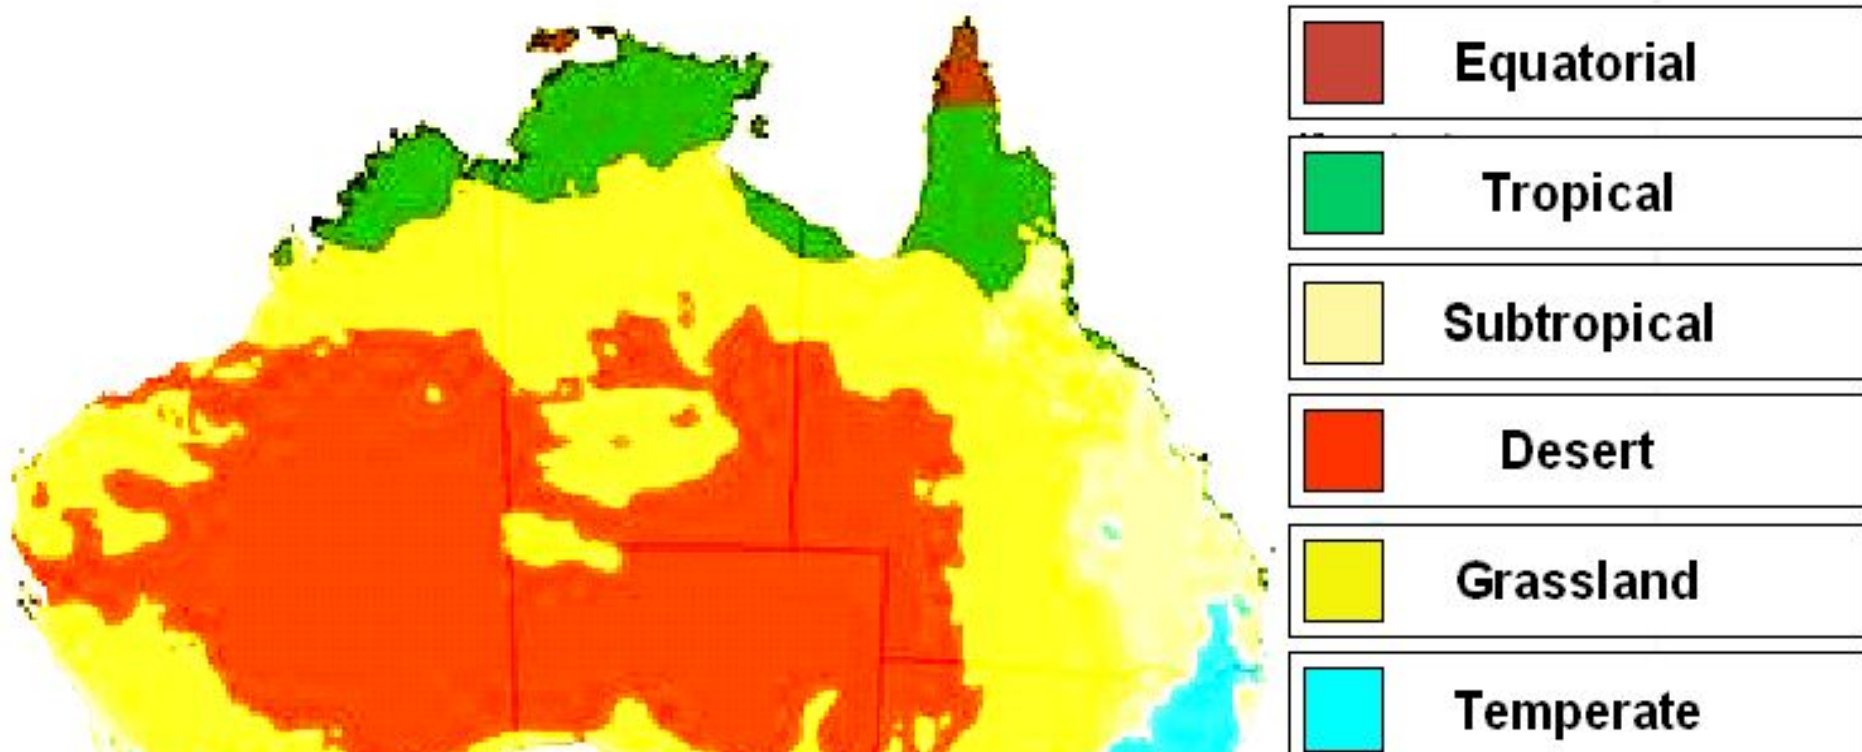 Equatorial
Tropical
Subtropical
Desert
Grassland
Temperate